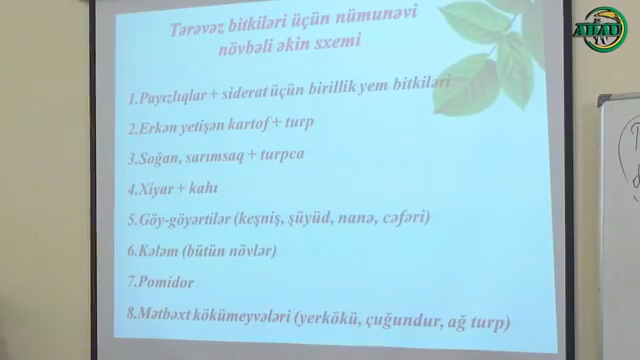 Tərəvəz bitkiləri üçün nümunəvi
növbəli əkin sxemi
1.Payızlıqlar + siderat üçün birillik yem bitkiləri
2.Erkən yetişən kartof + turp
3.Soğan, sarımsaq + turpca
4.Xiyar + kahı
5.Göy-göyərtilər (keşniş, şüyüd, nanə, cəfəri)
6.Kələm (bütün növlər)
7.Pomidor
8.Mətbəxt kökümeyvələri (yerkökü, çuğundur, ağ turp)
ADAU